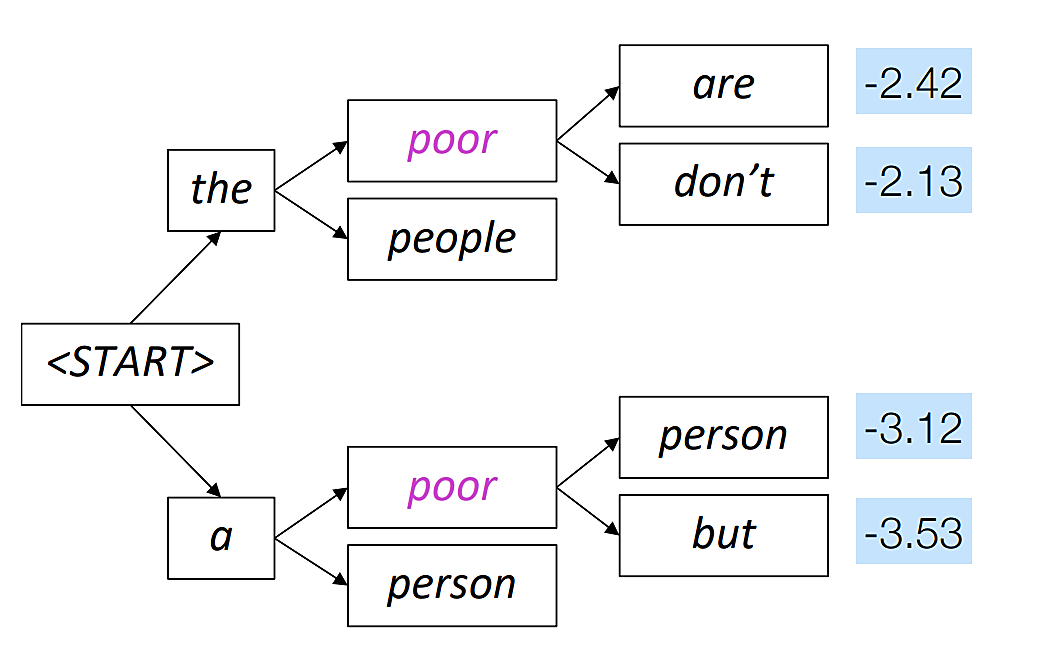 are
-2.42
poor
the
don't
-2.13
people
<START>
person
-3.12
poor
a
but
-3.53
person